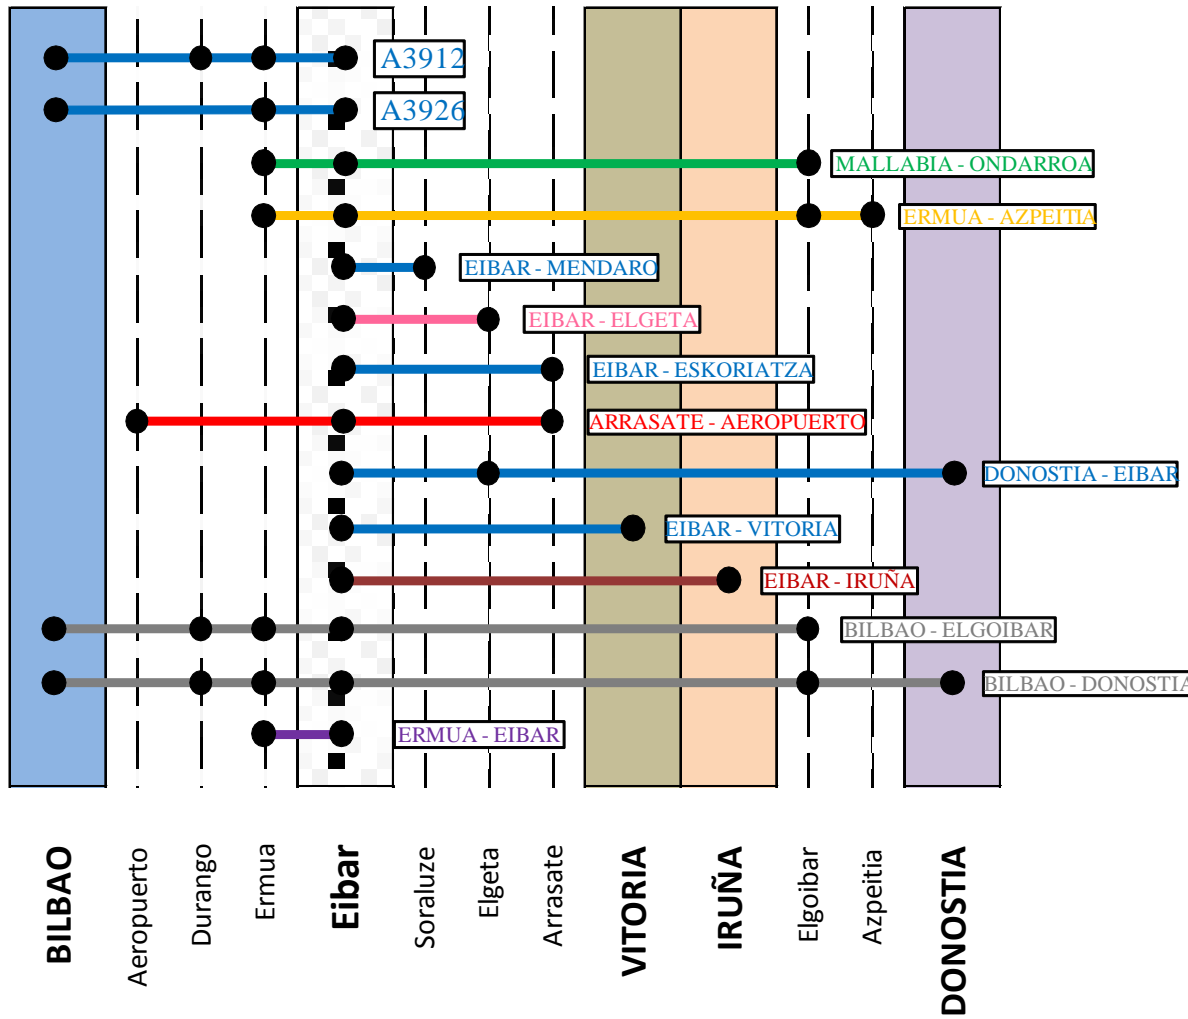 A3912
A3926
MALLABIA - ONDARROA
ERMUA - AZPEITIA
EIBAR - MENDARO
EIBAR - ELGETA
EIBAR - ESKORIATZA
ARRASATE - AEROPUERTO
DONOSTIA - EIBAR
EIBAR - VITORIA
EIBAR - IRUÑA
BILBAO - ELGOIBAR
BILBAO - DONOSTIA
ERMUA - EIBAR
BILBAO
Aeropuerto
Durango
Ermua
Eibar
Soraluze
Elgeta
Arrasate
VITORIA
IRUÑA
Elgoibar
Azpeitia
DONOSTIA